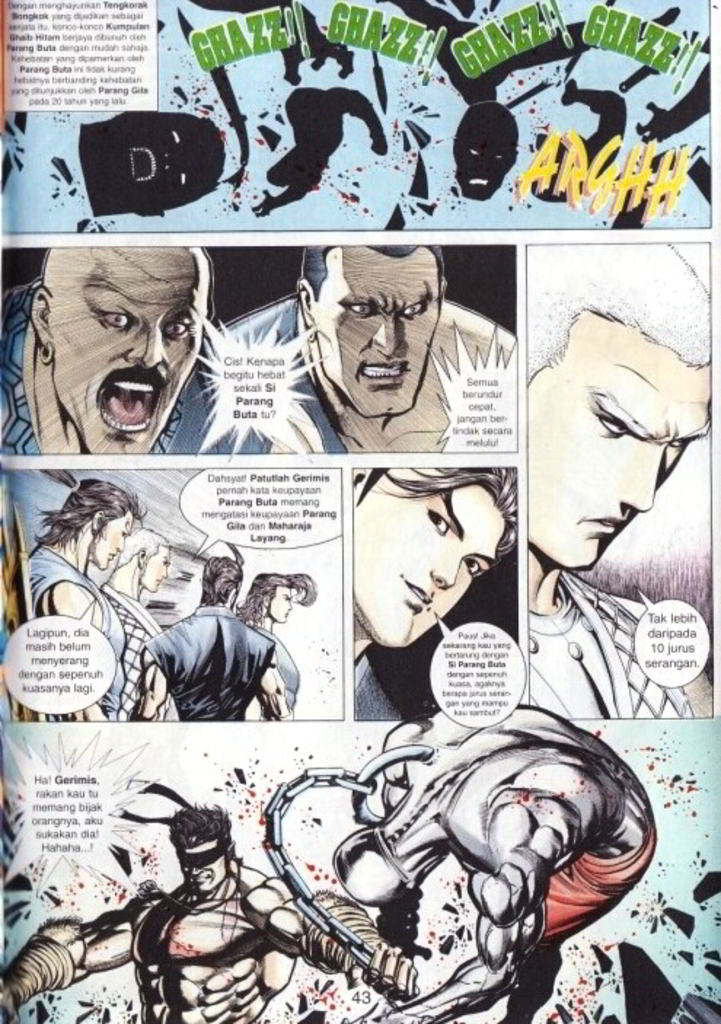 Dengan menghayunkan Tengkorak
Bongkok yang dijadikan sebagai
senjata itu, konco-konco Kumpulan
Ghaib Hitam berjaya dibunuh oleh
Parang Buta dengan mudah sahaja.
Kehebatan yang dipamerkan oleh
Parang Buta ini tidak kurang
hebatnya berbanding kehebatan
yang ditunjukkan oleh Parang Gila
pada 20 tahun yang lalu.
GHAZZ!! GHAZZ!! GHAZZ!! GHAZZ!!
D
ARGHH
Cis! Kenapa
begitu hebat
sekali Si
Parang
Buta tu?
Semua
berundur
cepat,
jangan ber-
tindak secara
melulu!
Dahsyat! Patutlah Gerimis
pernah kata keupayaan
Parang Buta memang
mengatasi keupayaan Parang
Gila dan Maharaja
Layang.
Lagipun, dia
masih belum
menyerang
dengan sepenuh
kuasanya lagi.
Paus! Jika
sekarang kau
bertarung dengan
Si Parang Buta
dengan sepenuh
kuasa, agaknya
berapa jurus seran-
gan yang mampu
kau sambut?
Tak lebih
daripada
10 jurus
serangan.
Ha! Gerimis,
rakan kau tu
memang bijak
orangnya, aku
sukakan dia!
Hahaha...!
43